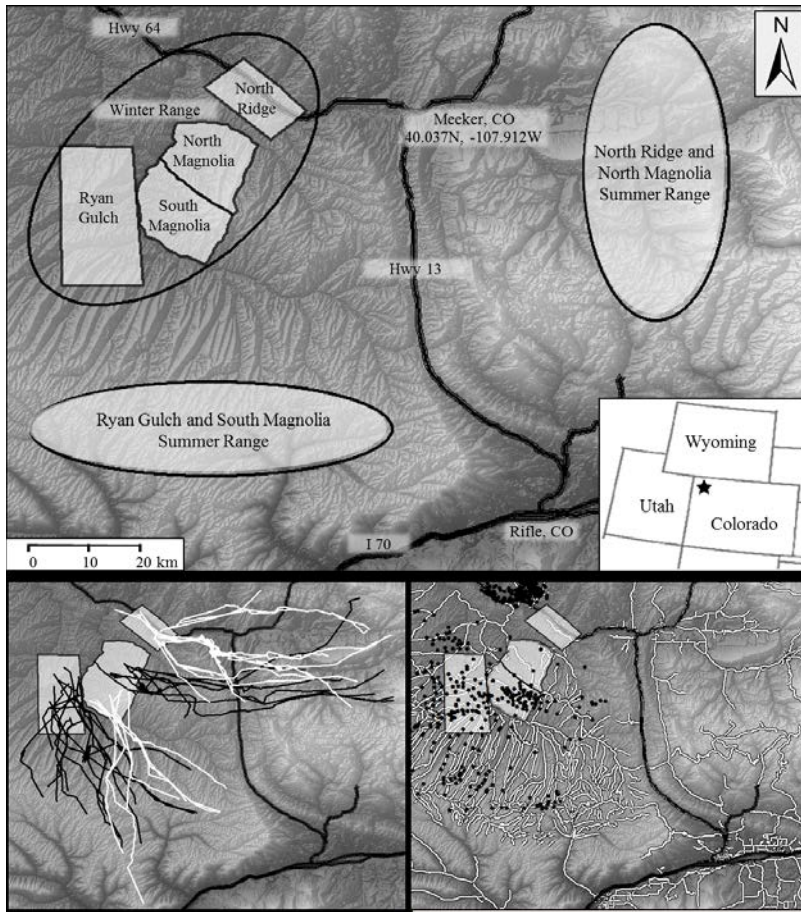 Hwy 64
N
North
Ridge
Winter Range
Meeker, CO
40.037N, -107.912W
North
Magnolia
North Ridge and
North Magnolia
Summer Range
Ryan
Gulch
South
Magnolia
Hwy 13
Ryan Gulch and South Magnolia
Summer Range
Wyoming
Utah
Colorado
Rifle, CO
I 70
0 10 20 km